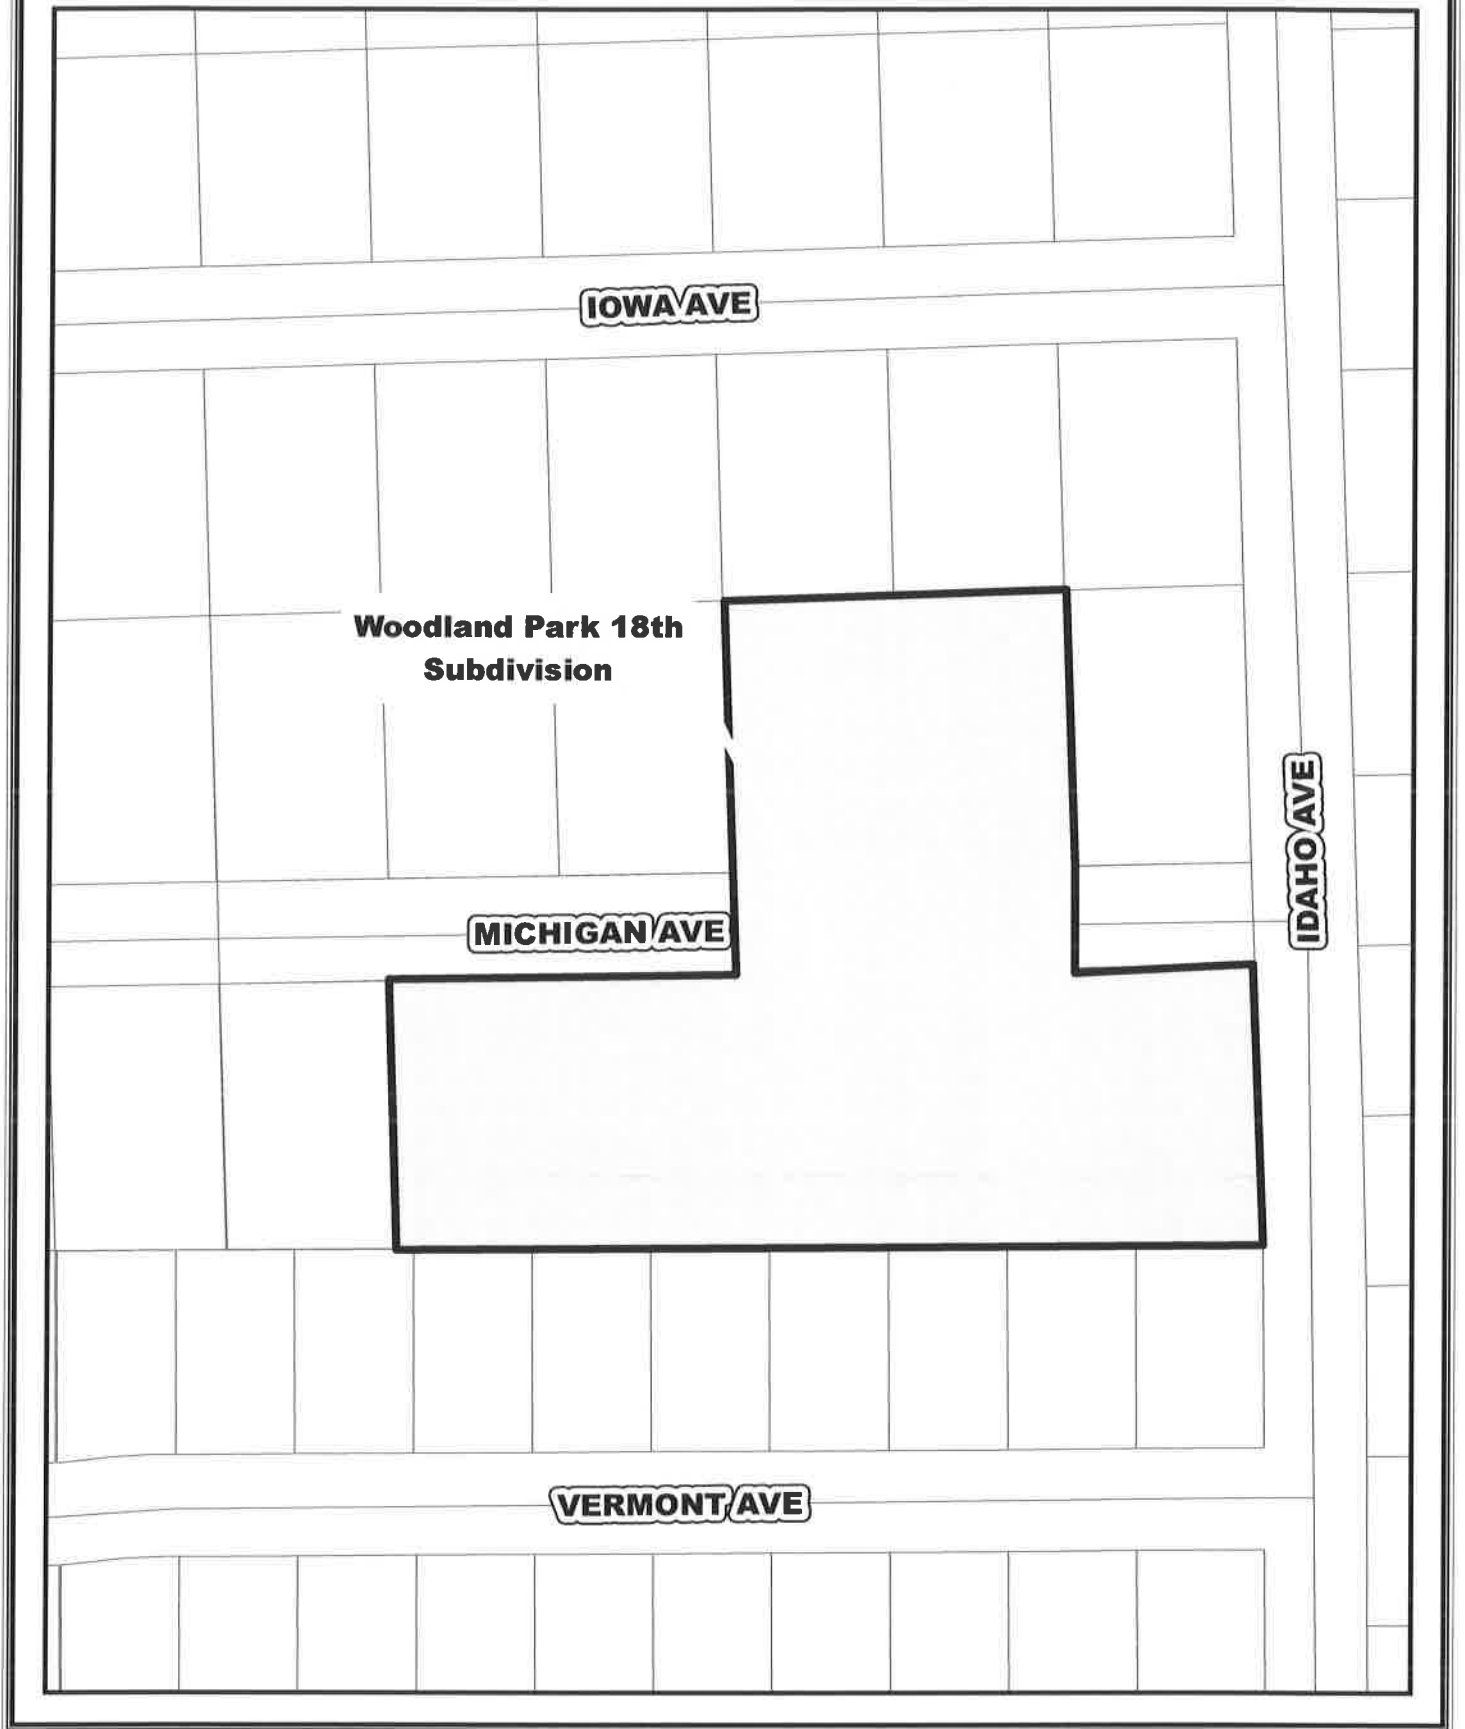 IOWA AVE
Woodland Park 18th
Subdivision
IDAHO AVE
MICHIGAN AVE
VERMONT AVE